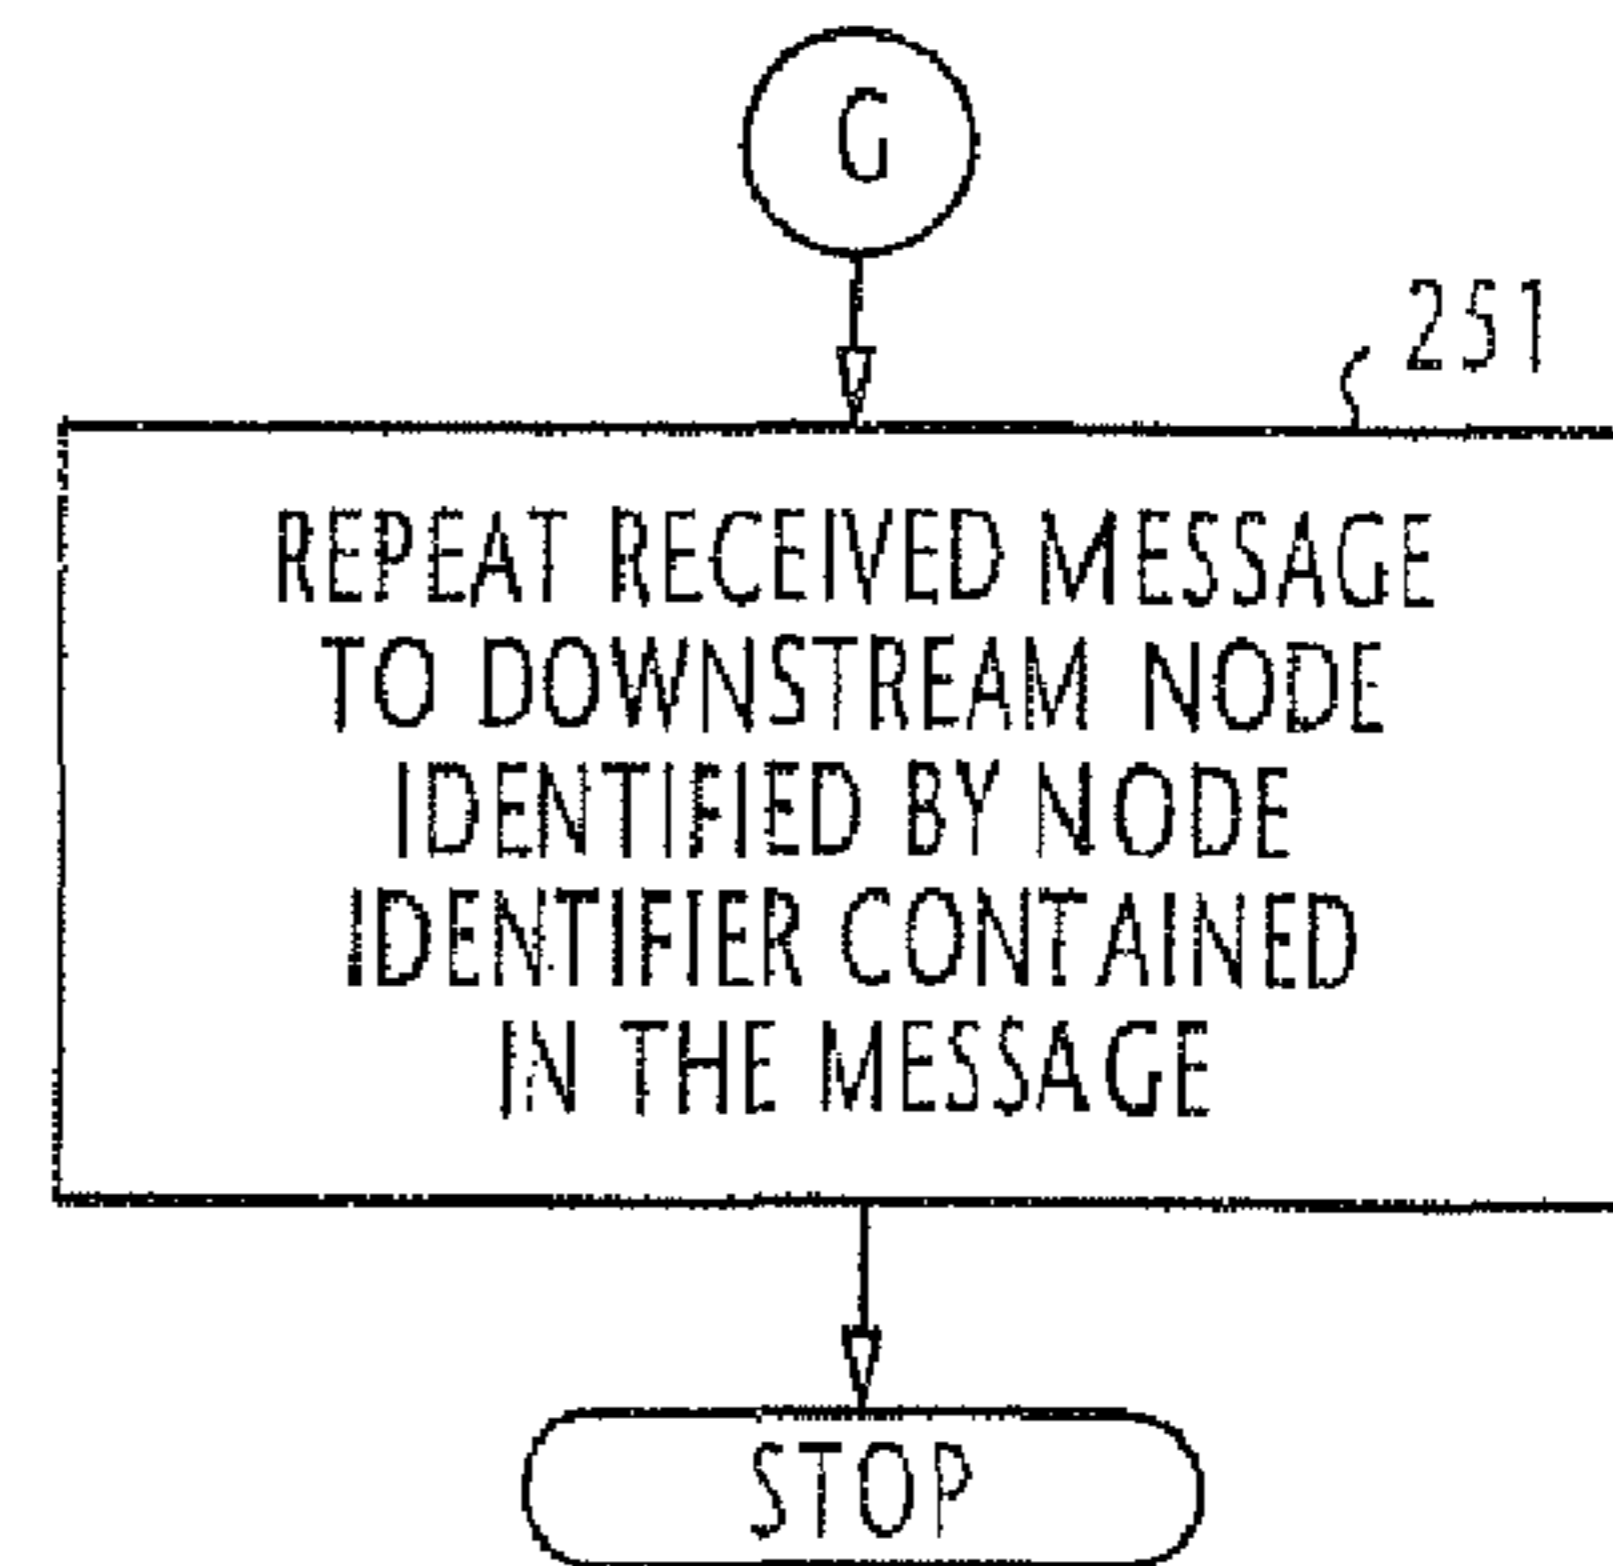 G
251
REPEAT RECEIVED MESSAGE
TO DOWNSTREAM NODE
IDENTIFIED BY NODE
IDENTIFIER CONTAINED
IN THE MESSAGE
STOP